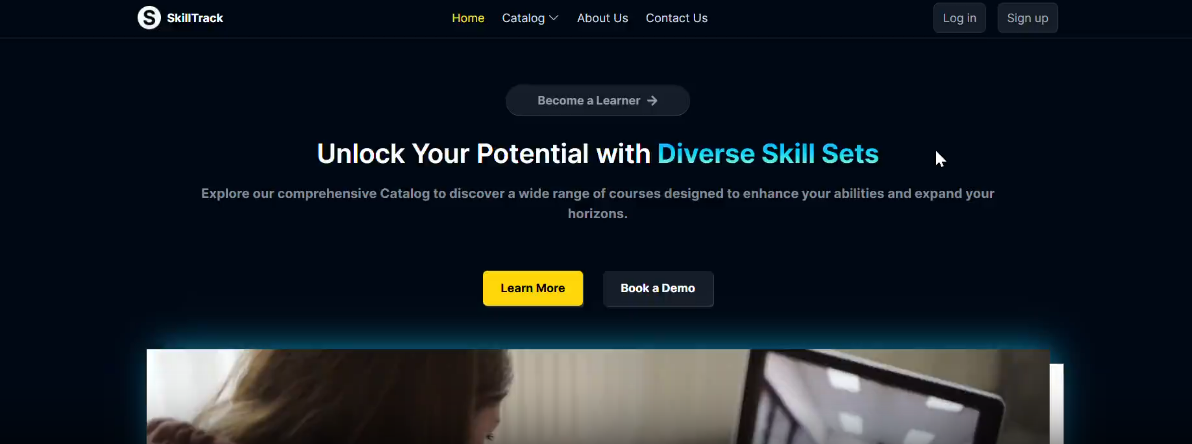 S SkillTrack Home Catalog About Us Contact Us Log in Sign up
Become a Learner →
Unlock Your Potential with Diverse Skill Sets
Explore our comprehensive Catalog to discover a wide range of courses designed to enhance your abilities and expand your
horizons.
Learn More Book a Demo